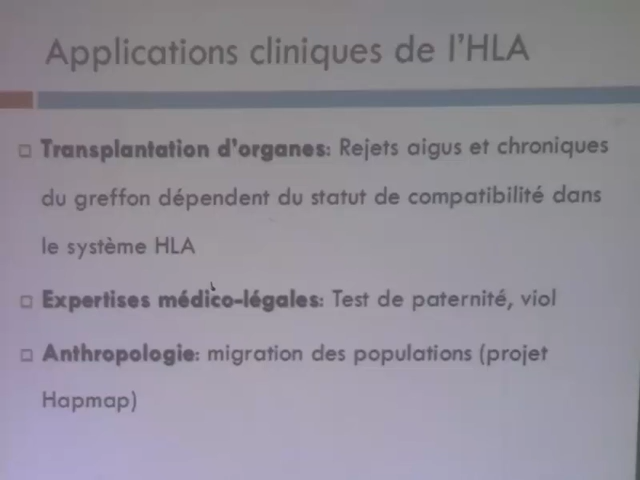 Applications cliniques de l'HLA
Transplantation d'organes: Rejets aigus et chroniques
du greffon dépendent du statut de compatibilité dans
le système HLA
Expertises médico-légales: Test de paternité, viol
Anthropologie: migration des populations (projet
Hapmap)